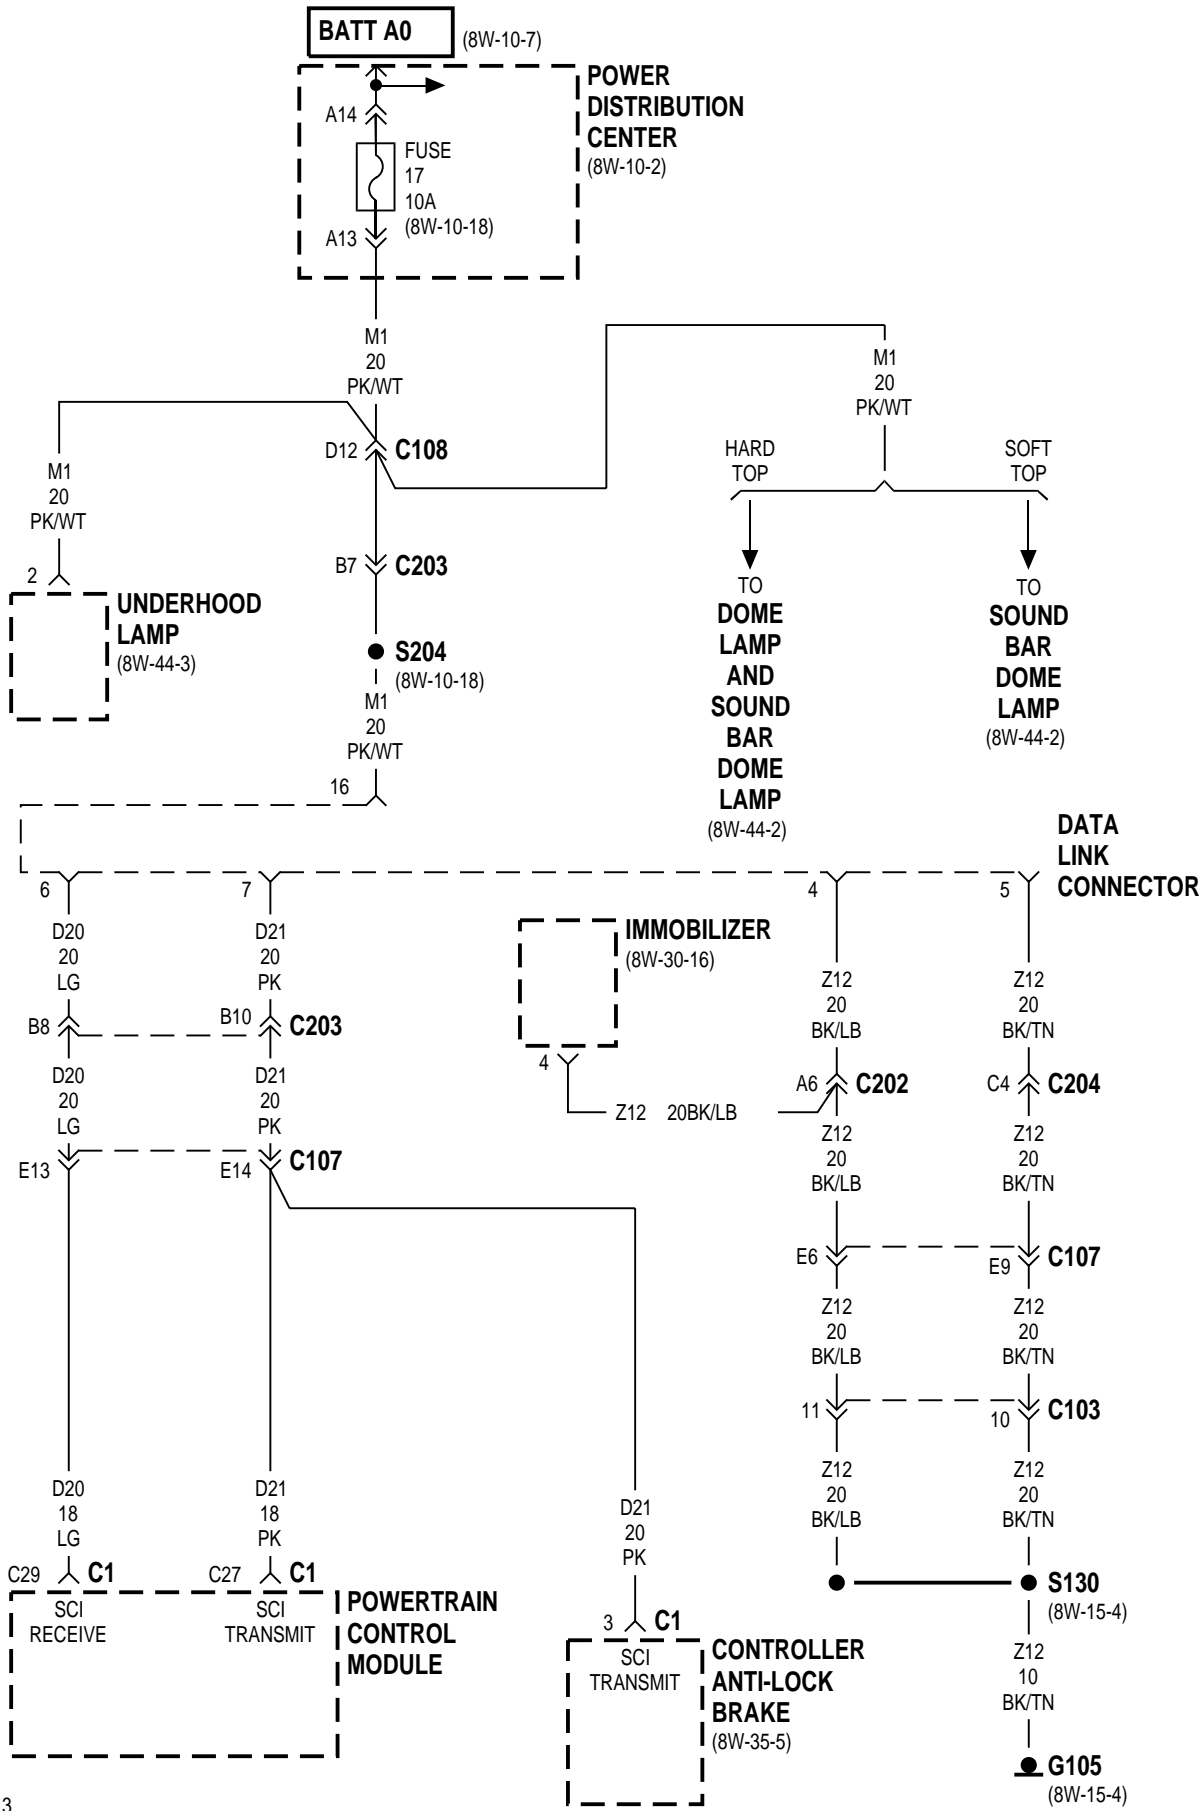 BATT A0
(8W-10-7)
POWER
DISTRIBUTION
CENTER
(8W-10-2)
A14
FUSE
17
10A
(8W-10-18)
A13
M1
20
PK/WT
M1
20
PK/WT
D12
C108
HARD
TOP
SOFT
TOP
M1
20
PK/WT
B7
C203
2
UNDERHOOD
LAMP
(8W-44-3)
TO
DOME
LAMP
AND
SOUND
BAR
DOME
LAMP
(8W-44-2)
TO
SOUND
BAR
DOME
LAMP
(8W-44-2)
S204
(8W-10-18)
M1
20
PK/WT
16
DATA
LINK
CONNECTOR
6
7
4
5
D20
20
LG
D21
20
PK
IMMOBILIZER
(8W-30-16)
Z12
20
BK/LB
Z12
20
BK/TN
B8
B10
C203
4
D20
20
LG
D21
20
PK
A6
C202
C4
C204
Z12
20BK/LB
Z12
20
BK/LB
Z12
20
BK/TN
E13
E14
C107
E6
E9
C107
Z12
20
BK/LB
Z12
20
BK/TN
11
10
C103
Z12
20
BK/LB
Z12
20
BK/TN
D20
18
LG
D21
18
PK
D21
20
PK
C29
C1
C27
C1
S130
(8W-15-4)
SCI
RECEIVE
SCI
TRANSMIT
POWERTRAIN
CONTROL
MODULE
3
C1
SCI
TRANSMIT
CONTROLLER
ANTI-LOCK
BRAKE
(8W-35-5)
Z12
10
BK/TN
G105
(8W-15-4)
3